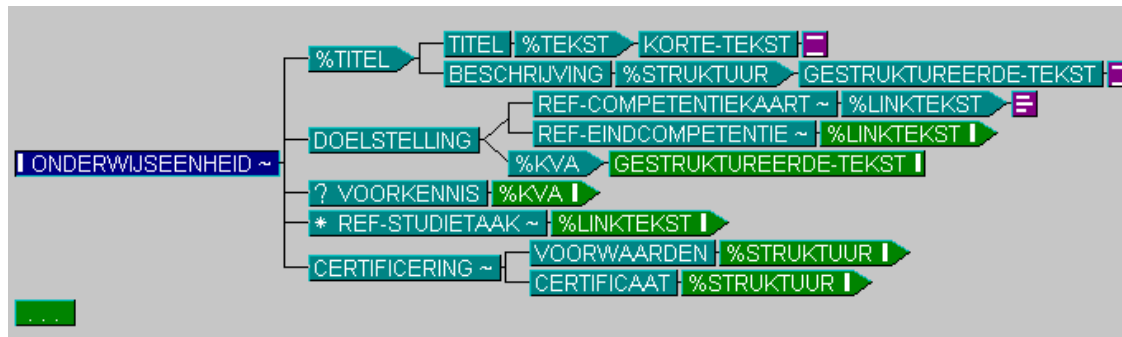 TITEL %TEKST KORTE-TEKST
%TITEL
BESCHRIJVING %STRUKTUUR GESTRUKTUREERDE-TEKST
REF-COMPETENTIEKAART ~ %LINKTEKST
DOELSTELLING
REF-EINDCOMPETENTIE ~ %LINKTEKST
ONDERWIJSEENHEID ~
%KVA GESTRUKTUREERDE-TEKST
? VOORKENNIS %KVA
* REF-STUDIETAAK ~ %LINKTEKST
VOORWAARDEN %STRUKTUUR
CERTIFICERING ~
CERTIFICAAT %STRUKTUUR
...